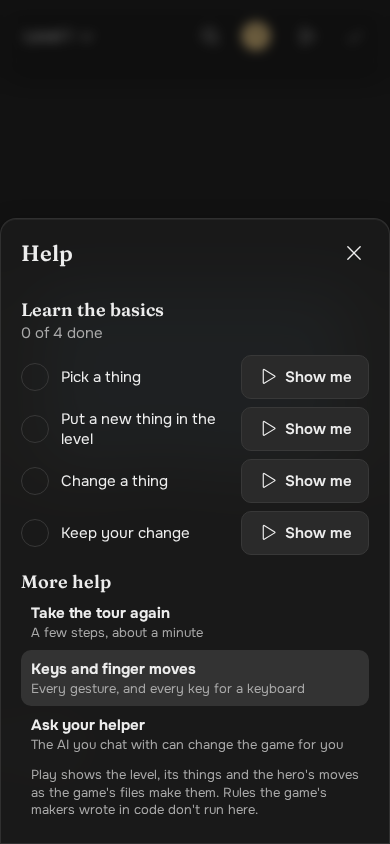 Help
Learn the basics
0 of 4 done
Pick a thing
Show me
Put a new thing in the
level
Show me
Change a thing
Show me
Keep your change
Show me
More help
Take the tour again
A few steps, about a minute
Keys and finger moves
Every gesture, and every key for a keyboard
Ask your helper
The AI you chat with can change the game for you
Play shows the level, its things and the hero's moves
as the game's files make them. Rules the game's
makers wrote in code don't run here.